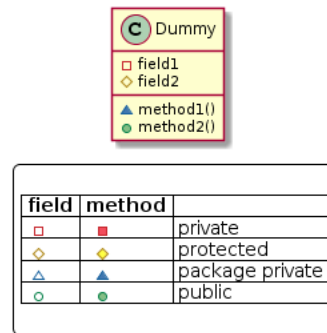 C Dummy
field1
field2
method1()
method2()
field method
private
protected
package private
public